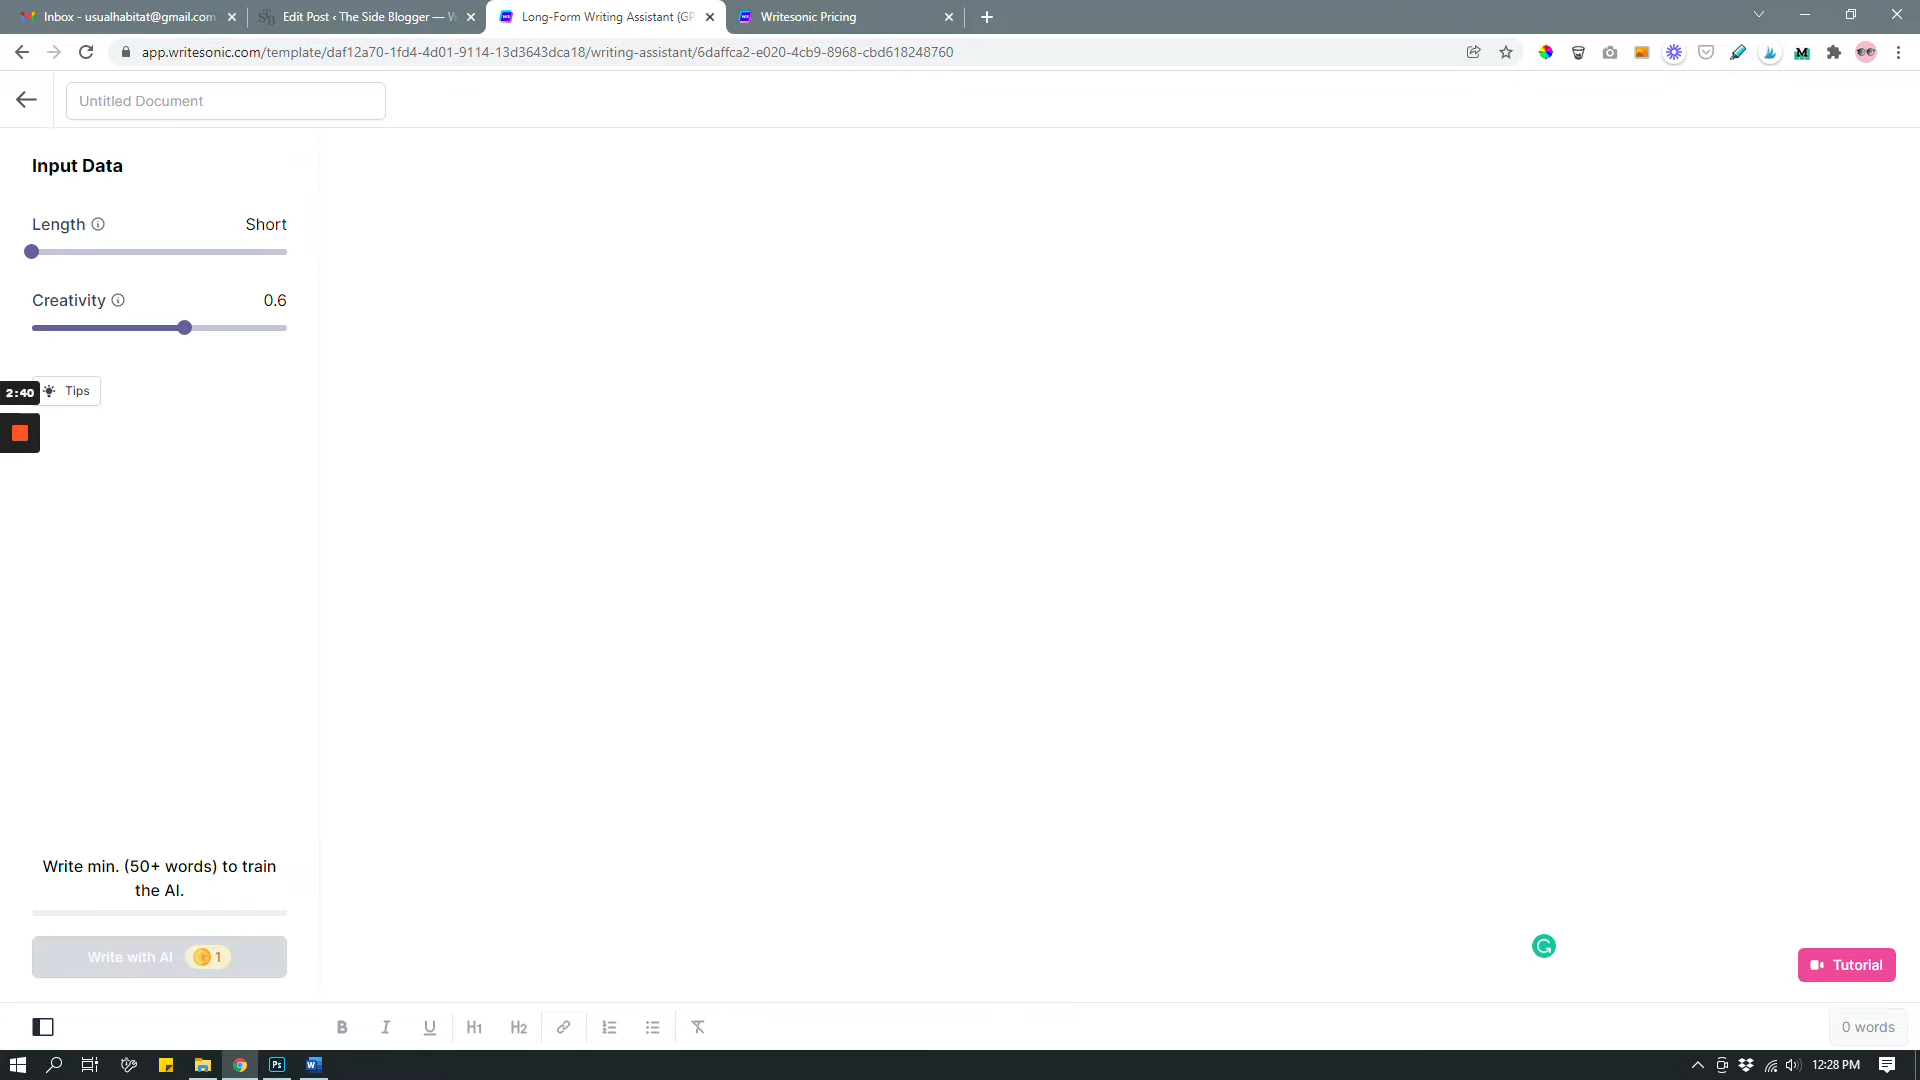 Inbox - usualhabitat@gmail.com
Edit Post ‹ The Side Blogger — W
Long-Form Writing Assistant (GP
Writesonic Pricing
app.writesonic.com/template/daf12a70-1fd4-4d01-9114-13d3643dca18/writing-assistant/6daffca2-e020-4cb9-8968-cbd618248760
Untitled Document
Input Data
Length
Short
Creativity
0.6
2:40
Tips
Write min. (50+ words) to train
the AI.
Write with AI
1
Tutorial
B I U H1 H2
0 words
Ps
12:28 PM